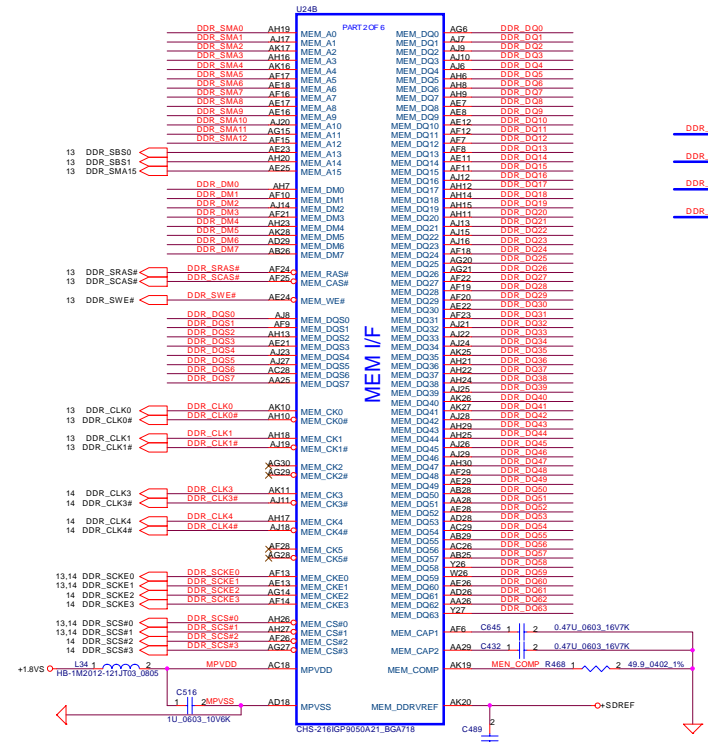 U24B
PART 2 OF 6
DDR_SMA0 AH19 MEM_A0
DDR_SMA1 AJ17 MEM_A1
DDR_SMA2 AK17 MEM_A2
DDR_SMA3 AH16 MEM_A3
DDR_SMA4 AK16 MEM_A4
DDR_SMA5 AF17 MEM_A5
DDR_SMA6 AE18 MEM_A6
DDR_SMA7 AF16 MEM_A7
DDR_SMA8 AE17 MEM_A8
DDR_SMA9 AE16 MEM_A9
DDR_SMA10 AJ20 MEM_A10
DDR_SMA11 AG15 MEM_A11
DDR_SMA12 AF15 MEM_A12
13 DDR_SBS0 AE23 MEM_A13
13 DDR_SBS1 AH20 MEM_A14
13 DDR_SMA15 AE25 MEM_A15
DDR_DM0 AH7 MEM_DM0
DDR_DM1 AF10 MEM_DM1
DDR_DM2 AJ14 MEM_DM2
DDR_DM3 AF21 MEM_DM3
DDR_DM4 AH23 MEM_DM4
DDR_DM5 AK28 MEM_DM5
DDR_DM6 AD29 MEM_DM6
DDR_DM7 AB26 MEM_DM7
13 DDR_SRAS# AF24 MEM_RAS#
13 DDR_SCAS# AF25 MEM_CAS#
13 DDR_SWE# AE24 MEM_WE#
DDR_DQS0 AJ8 MEM_DQS0
DDR_DQS1 AF9 MEM_DQS1
DDR_DQS2 AH13 MEM_DQS2
DDR_DQS3 AE21 MEM_DQS3
DDR_DQS4 AJ23 MEM_DQS4
DDR_DQS5 AJ27 MEM_DQS5
DDR_DQS6 AC28 MEM_DQS6
DDR_DQS7 AA25 MEM_DQS7
13 DDR_CLK0 DDR_CLK0 AK10 MEM_CK0
13 DDR_CLK0# DDR_CLK0# AH10 MEM_CK0#
13 DDR_CLK1 DDR_CLK1 AH18 MEM_CK1
13 DDR_CLK1# DDR_CLK1# AJ19 MEM_CK1#
AG30 MEM_CK2
AG29 MEM_CK2#
14 DDR_CLK3 DDR_CLK3 AK11 MEM_CK3
14 DDR_CLK3# DDR_CLK3# AJ11 MEM_CK3#
14 DDR_CLK4 DDR_CLK4 AH17 MEM_CK4
14 DDR_CLK4# DDR_CLK4# AJ18 MEM_CK4#
AF28 MEM_CK5
AG28 MEM_CK5#
13,14 DDR_SCKE0 DDR_SCKE0 AF13 MEM_CKE0
13,14 DDR_SCKE1 DDR_SCKE1 AE13 MEM_CKE1
14 DDR_SCKE2 DDR_SCKE2 AG14 MEM_CKE2
14 DDR_SCKE3 DDR_SCKE3 AF14 MEM_CKE3
13,14 DDR_SCS#0 DDR_SCS#0 AH26 MEM_CS#0
13,14 DDR_SCS#1 DDR_SCS#1 AH27 MEM_CS#1
14 DDR_SCS#2 DDR_SCS#2 AF26 MEM_CS#2
14 DDR_SCS#3 DDR_SCS#3 AG27 MEM_CS#3
+1.8VS L34 1 2 MPVDD AC18 MPVDD
HB-1M2012-121JT03_0805
C516
1 2 MPVSS AD18 MPVSS
1U_0603_10V6K
MEM I/F
MEM_DQ0 AG6 DDR_DQ0
MEM_DQ1 AJ7 DDR_DQ1
MEM_DQ2 AJ9 DDR_DQ2
MEM_DQ3 AJ10 DDR_DQ3
MEM_DQ4 AJ6 DDR_DQ4
MEM_DQ5 AH6 DDR_DQ5
MEM_DQ6 AH8 DDR_DQ6
MEM_DQ7 AH9 DDR_DQ7
MEM_DQ8 AE7 DDR_DQ8
MEM_DQ9 AE8 DDR_DQ9
MEM_DQ10 AE12 DDR_DQ10
MEM_DQ11 AF12 DDR_DQ11
MEM_DQ12 AF7 DDR_DQ12
MEM_DQ13 AF8 DDR_DQ13
MEM_DQ14 AE11 DDR_DQ14
MEM_DQ15 AF11 DDR_DQ15
MEM_DQ16 AJ12 DDR_DQ16
MEM_DQ17 AH12 DDR_DQ17
MEM_DQ18 AH14 DDR_DQ18
MEM_DQ19 AH15 DDR_DQ19
MEM_DQ20 AH11 DDR_DQ20
MEM_DQ21 AJ13 DDR_DQ21
MEM_DQ22 AJ15 DDR_DQ22
MEM_DQ23 AJ16 DDR_DQ23
MEM_DQ24 AF18 DDR_DQ24
MEM_DQ25 AG20 DDR_DQ25
MEM_DQ26 AG21 DDR_DQ26
MEM_DQ27 AF22 DDR_DQ27
MEM_DQ28 AF19 DDR_DQ28
MEM_DQ29 AF20 DDR_DQ29
MEM_DQ30 AE22 DDR_DQ30
MEM_DQ31 AF23 DDR_DQ31
MEM_DQ32 AJ21 DDR_DQ32
MEM_DQ33 AJ22 DDR_DQ33
MEM_DQ34 AJ24 DDR_DQ34
MEM_DQ35 AK25 DDR_DQ35
MEM_DQ36 AH21 DDR_DQ36
MEM_DQ37 AH22 DDR_DQ37
MEM_DQ38 AH24 DDR_DQ38
MEM_DQ39 AJ25 DDR_DQ39
MEM_DQ40 AK26 DDR_DQ40
MEM_DQ41 AK27 DDR_DQ41
MEM_DQ42 AJ28 DDR_DQ42
MEM_DQ43 AH29 DDR_DQ43
MEM_DQ44 AH25 DDR_DQ44
MEM_DQ45 AJ26 DDR_DQ45
MEM_DQ46 AJ29 DDR_DQ46
MEM_DQ47 AH30 DDR_DQ47
MEM_DQ48 AF29 DDR_DQ48
MEM_DQ49 AE29 DDR_DQ49
MEM_DQ50 AB28 DDR_DQ50
MEM_DQ51 AA28 DDR_DQ51
MEM_DQ52 AE28 DDR_DQ52
MEM_DQ53 AD28 DDR_DQ53
MEM_DQ54 AC29 DDR_DQ54
MEM_DQ55 AB29 DDR_DQ55
MEM_DQ56 AC26 DDR_DQ56
MEM_DQ57 AB25 DDR_DQ57
MEM_DQ58 Y26 DDR_DQ58
MEM_DQ59 W26 DDR_DQ59
MEM_DQ60 AE26 DDR_DQ60
MEM_DQ61 AD26 DDR_DQ61
MEM_DQ62 AA26 DDR_DQ62
MEM_DQ63 Y27 DDR_DQ63
MEM_CAP1 AF6 C645 1 2 0.47U_0603_16V7K
MEM_CAP2 AA29 C432 1 2 0.47U_0603_16V7K
MEM_COMP AK19 MEN_COMP R468 1 2 49.9_0402_1%
MEM_DDRVREF AK20 +SDREF
2
C489
CHS-216IGP9050A21_BGA718
DDR_
DDR_
DDR_
DDR_